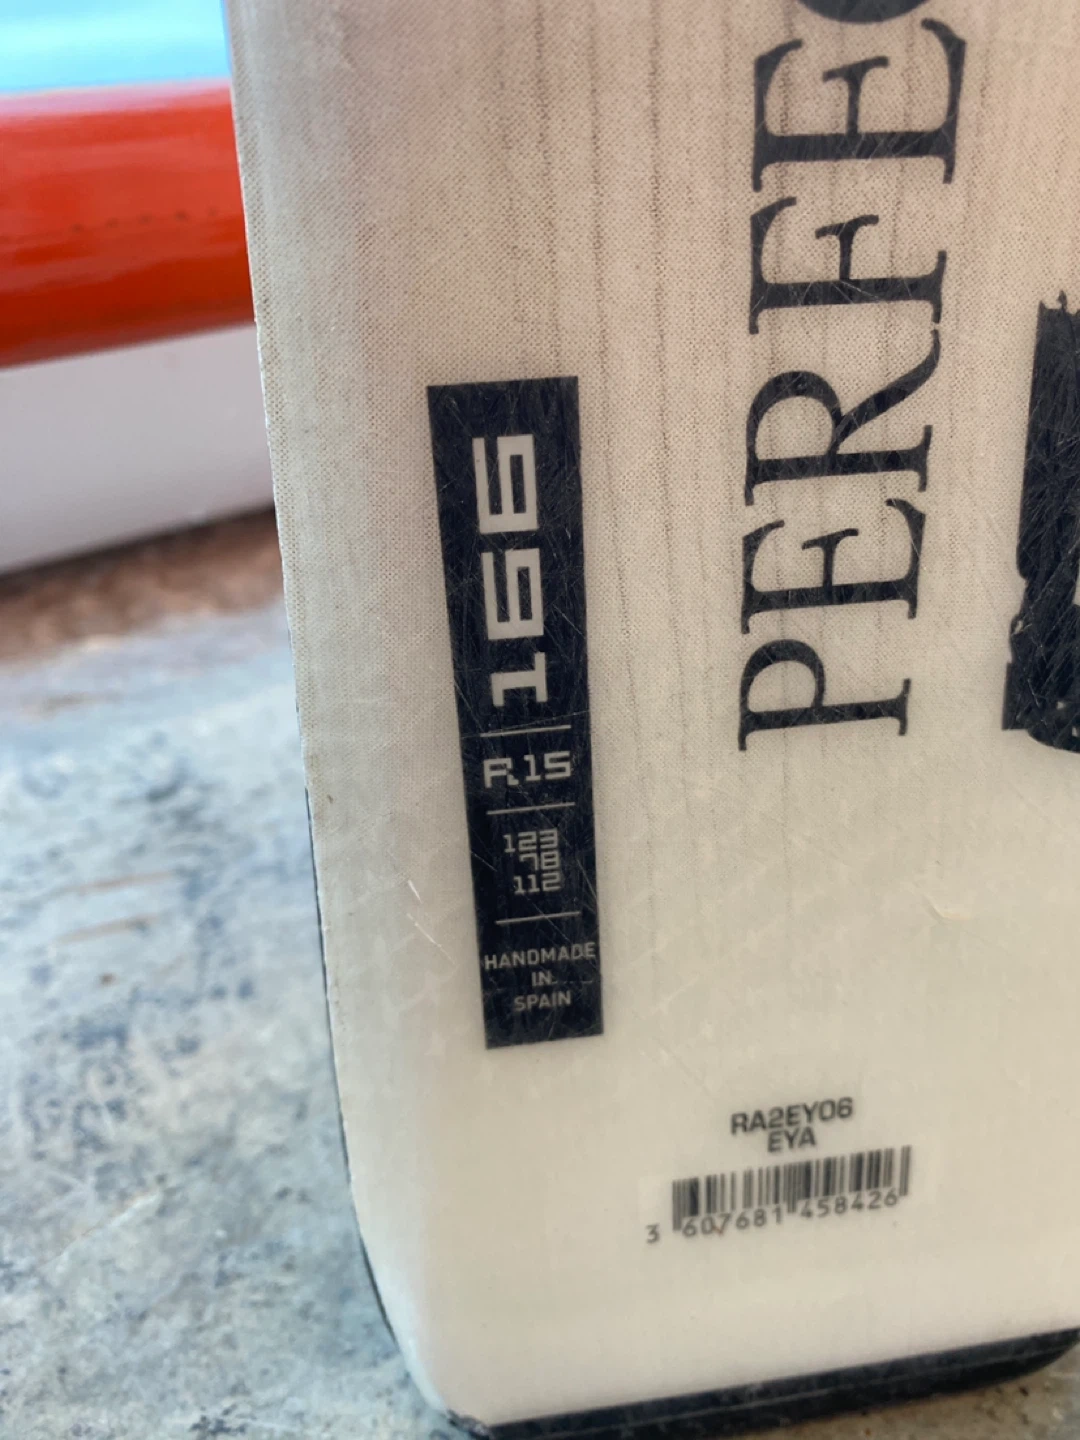 PERFE
166
R15
123
78
112
HANDMADE
IN
SPAIN
RA2EY06
EYA
3 607681 458426